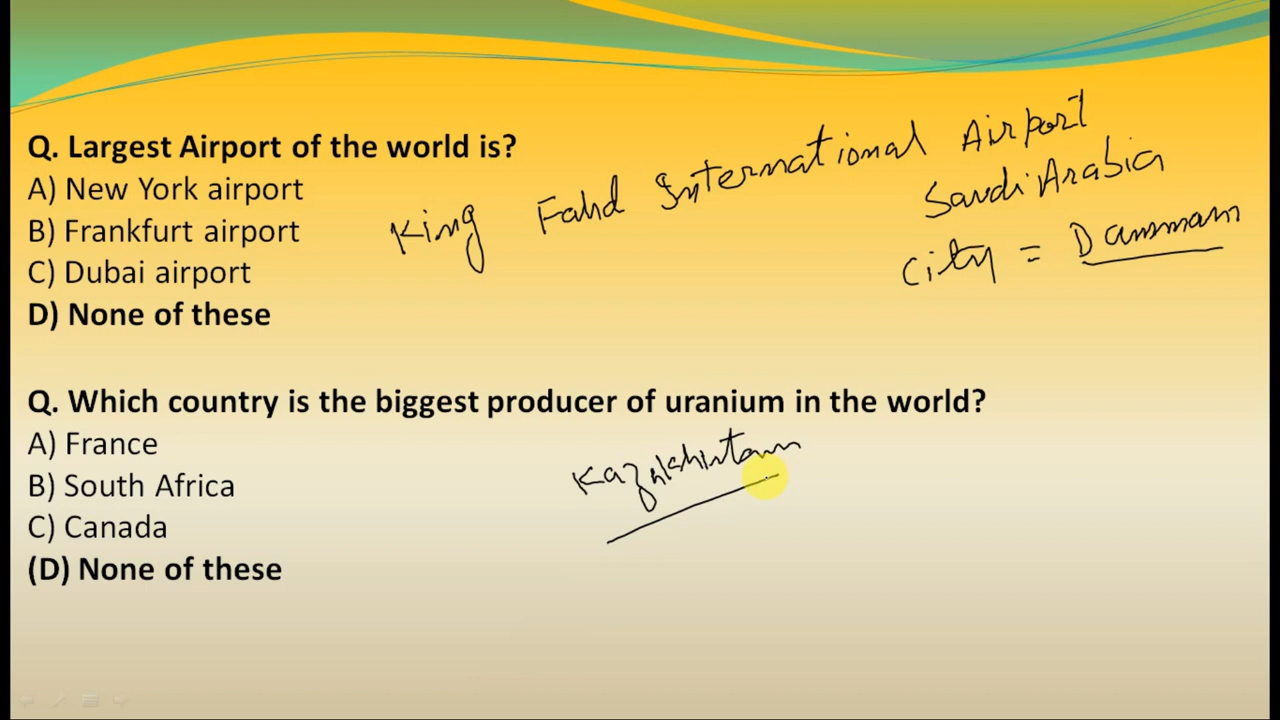 Q. Largest Airport of the world is?
A) New York airport
B) Frankfurt airport
C) Dubai airport
D) None of these
King Fahd International Airport
Saudi Arabia
City = Dammam
Q. Which country is the biggest producer of uranium in the world?
A) France
B) South Africa
C) Canada
(D) None of these
Kazakhistan